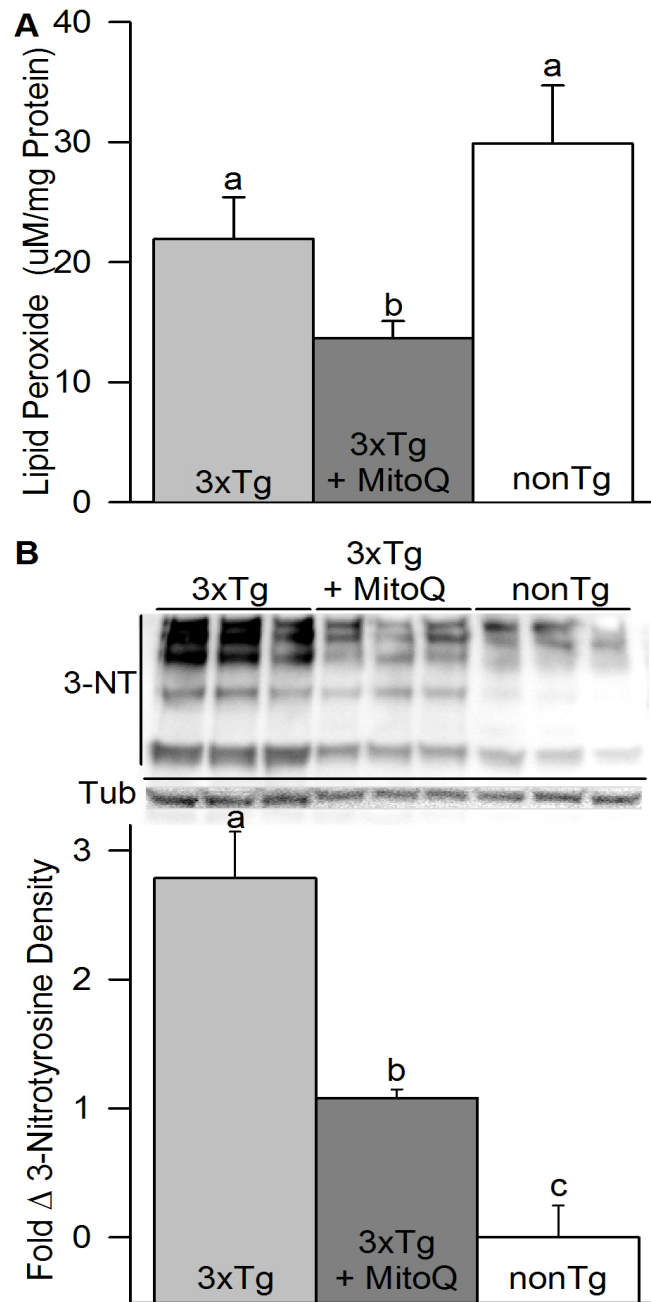 A
Lipid Peroxide (uM/mg Protein)
40
30
20
10
0
a
b
a
3xTg
3xTg
+ MitoQ
nonTg
B
3xTg
3xTg
+ MitoQ
nonTg
3-NT
Tub
Fold Δ 3-Nitrotyrosine Density
3
2
1
0
a
b
c
3xTg
3xTg
+ MitoQ
nonTg